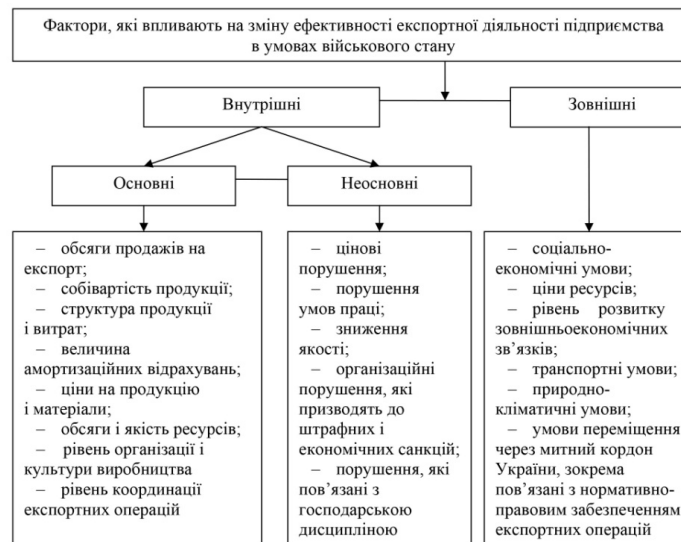 Фактори, які впливають на зміну ефективності експортної діяльності підприємства
в умовах військового стану
Внутрішні
Зовнішні
Основні
Неосновні
– обсяги продажів на
експорт;
– собівартість продукції;
– структура продукції
і витрат;
– величина
амортизаційних відрахувань;
– ціни на продукцію
і матеріали;
– обсяги і якість ресурсів;
– рівень організації і
культури виробництва
– рівень координації
експортних операцій
– цінові
порушення;
– порушення
умов праці;
– зниження
якості;
– організаційні
порушення, які
призводять до
штрафних і
економічних санкцій;
– порушення, які
пов’язані з
господарською
дисципліною
– соціально-
економічні умови;
– ціни ресурсів;
– рівень розвитку
зовнішньоекономічних
зв’язків;
– транспортні умови;
– природно-
кліматичні умови;
– умови переміщення
через митний кордон
України, зокрема
пов’язані з нормативно-
правовим забезпеченням
експортних операцій